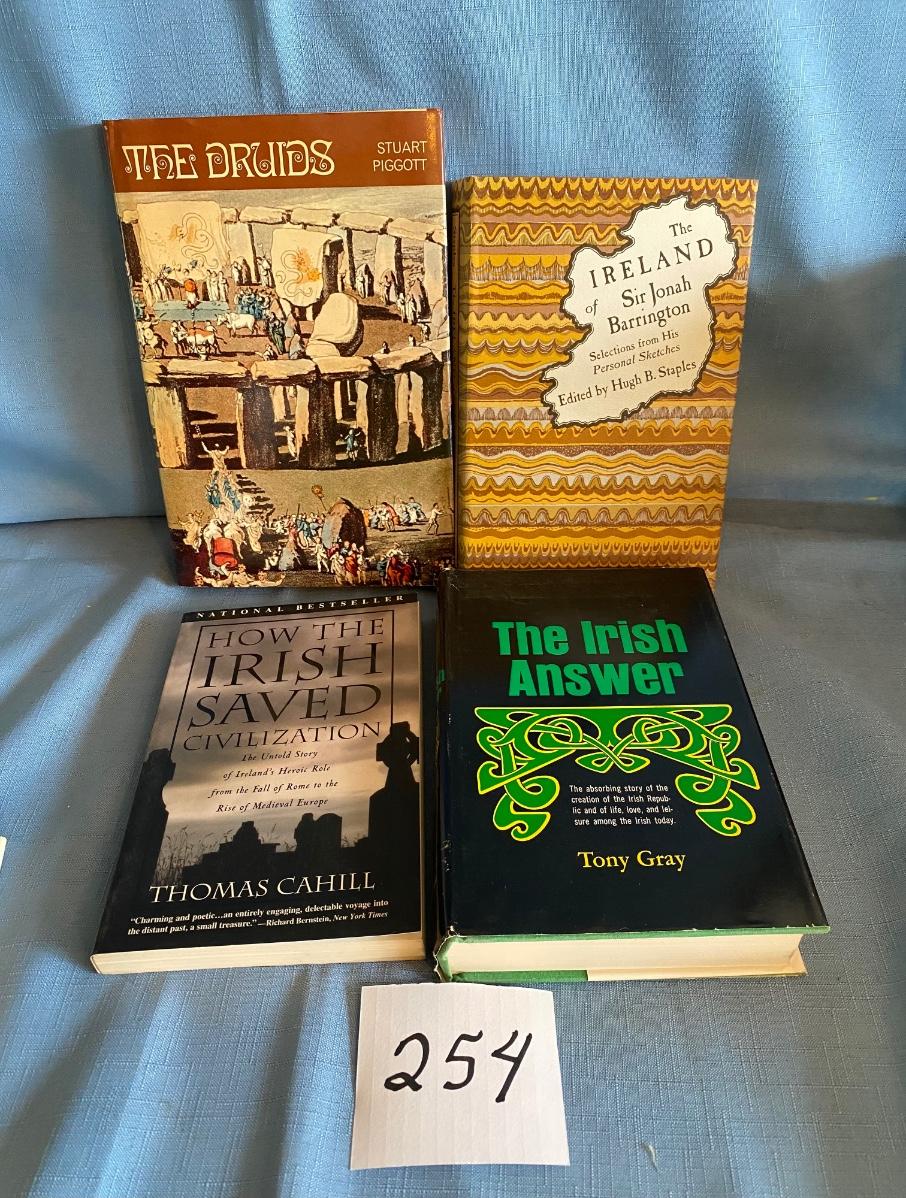 THE DRUIDS
STUART
PIGGOTT
The
IRELAND
of Sir Jonah
Barrington
Selections from His
Personal Sketches
Edited by Hugh B. Staples
NATIONAL BESTSELLER
HOW THE
IRISH
SAVED
CIVILIZATION
The Untold Story
of Ireland's Heroic Role
from the Fall of Rome to the
Rise of Medieval Europe
THOMAS CAHILL
“Charming and poetic...an entirely engaging, delectable voyage into
the distant past, a small treasure.” —Richard Bernstein, New York Times
The Irish
Answer
The absorbing story of the
creation of the Irish Repub-
lic and of life, love, and lei-
sure among the Irish today.
Tony Gray
254